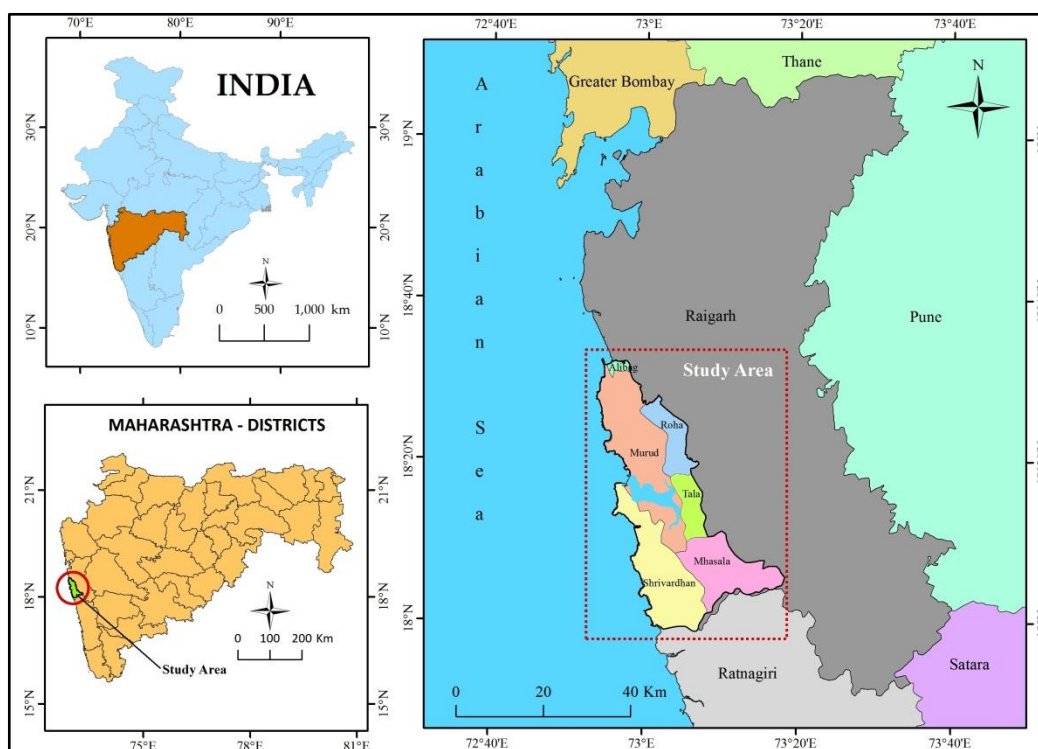 70°E 80°E 90°E
INDIA
30°N
20°N
10°N
30°N
20°N
10°N
N
0 500 1,000 km
MAHARASHTRA - DISTRICTS
21°N
18°N
15°N
21°N
18°N
15°N
N
0 100 200 Km
Study Area
75°E 81°E
72°40'E 73°E 73°20'E 73°40'E
Thane
Greater Bombay
N
Arabian Sea
19°N
18°40'N
18°20'N
18°N
Raigarh
Pune
Study Area
Alibag
Roha
Murud
Tala
Mhasala
Shrivardhan
Ratnagiri
Satara
0 20 40 Km
72°40'E 73°E 73°20'E 73°40'E